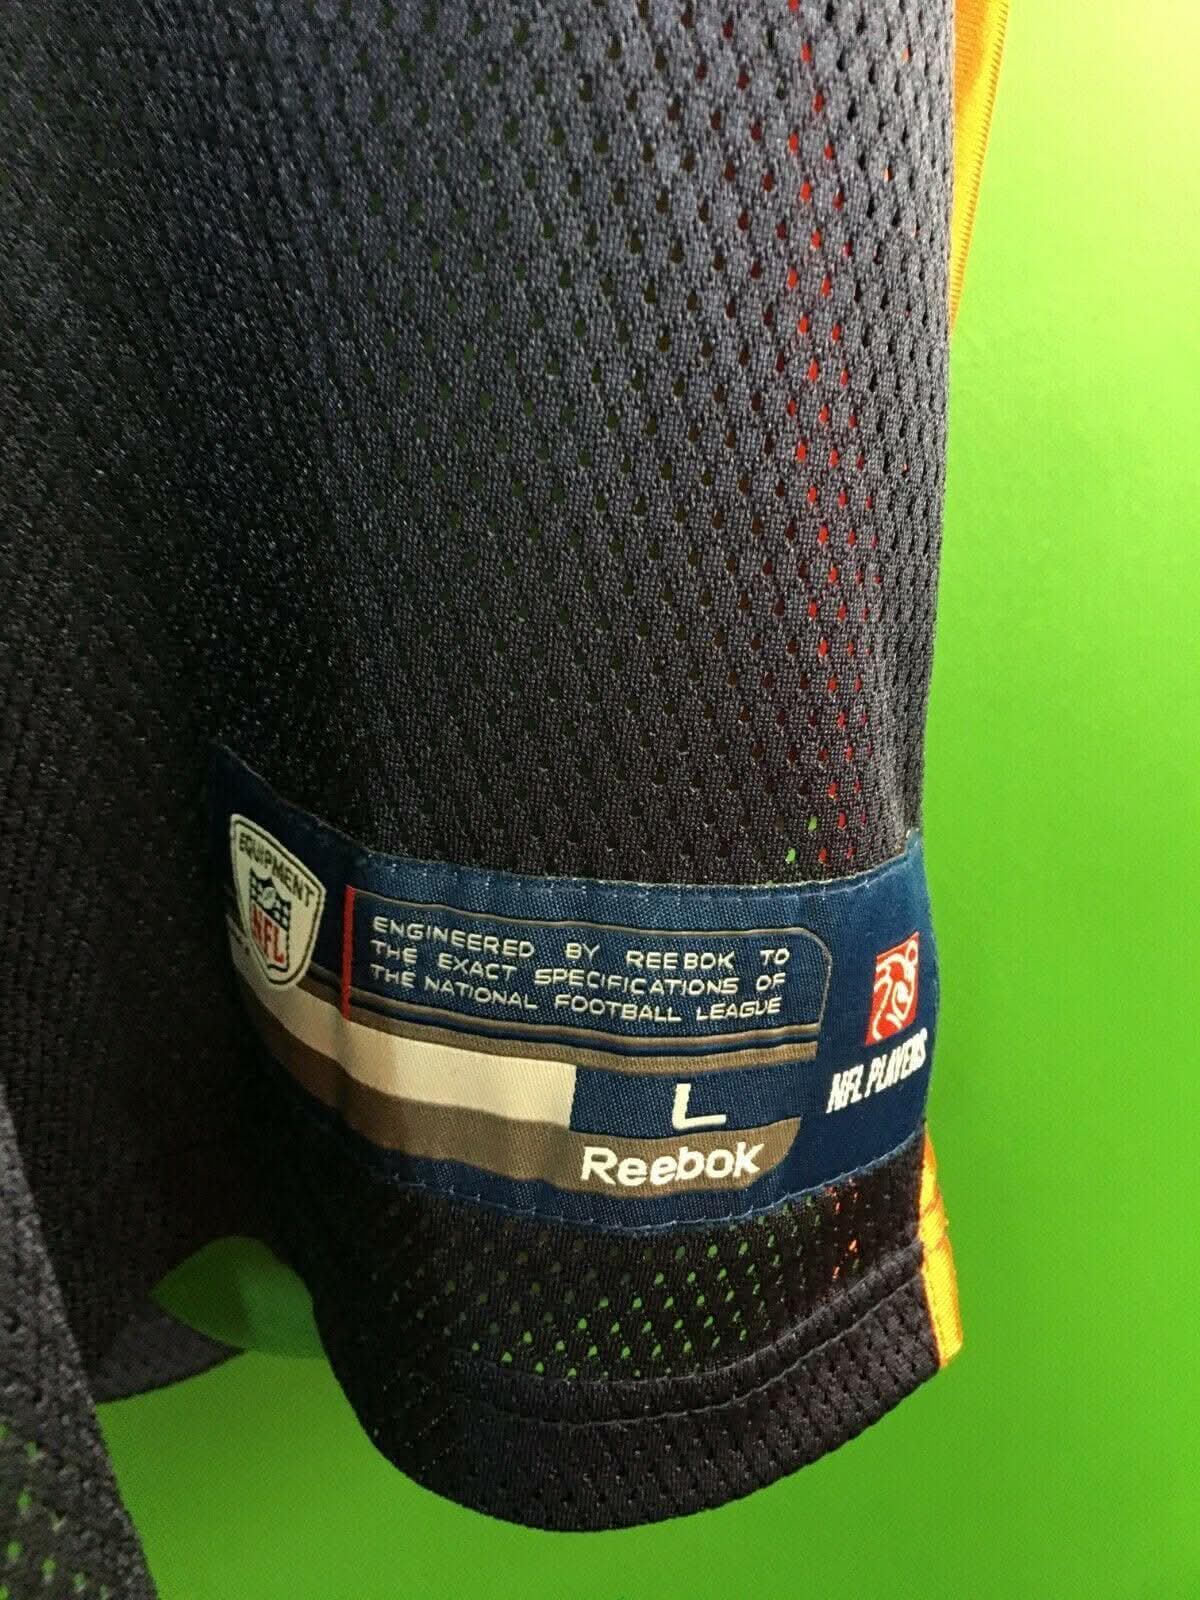 EQUIPMENT
NFL
ENGINEERED BY REEBOK TO
THE EXACT SPECIFICATIONS OF
THE NATIONAL FOOTBALL LEAGUE
L
Reebok
NFL PLAYERS